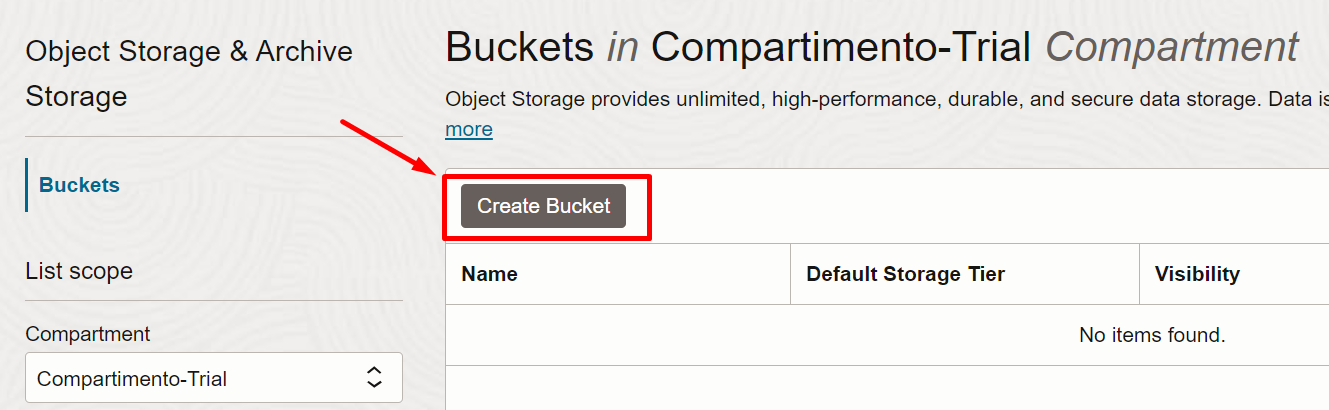 Object Storage & Archive
Storage
Buckets
List scope
Compartment
Compartimento-Trial
Buckets in Compartimento-Trial Compartment
Object Storage provides unlimited, high-performance, durable, and secure data storage. Data is
more
Create Bucket
Name Default Storage Tier Visibility
No items found.